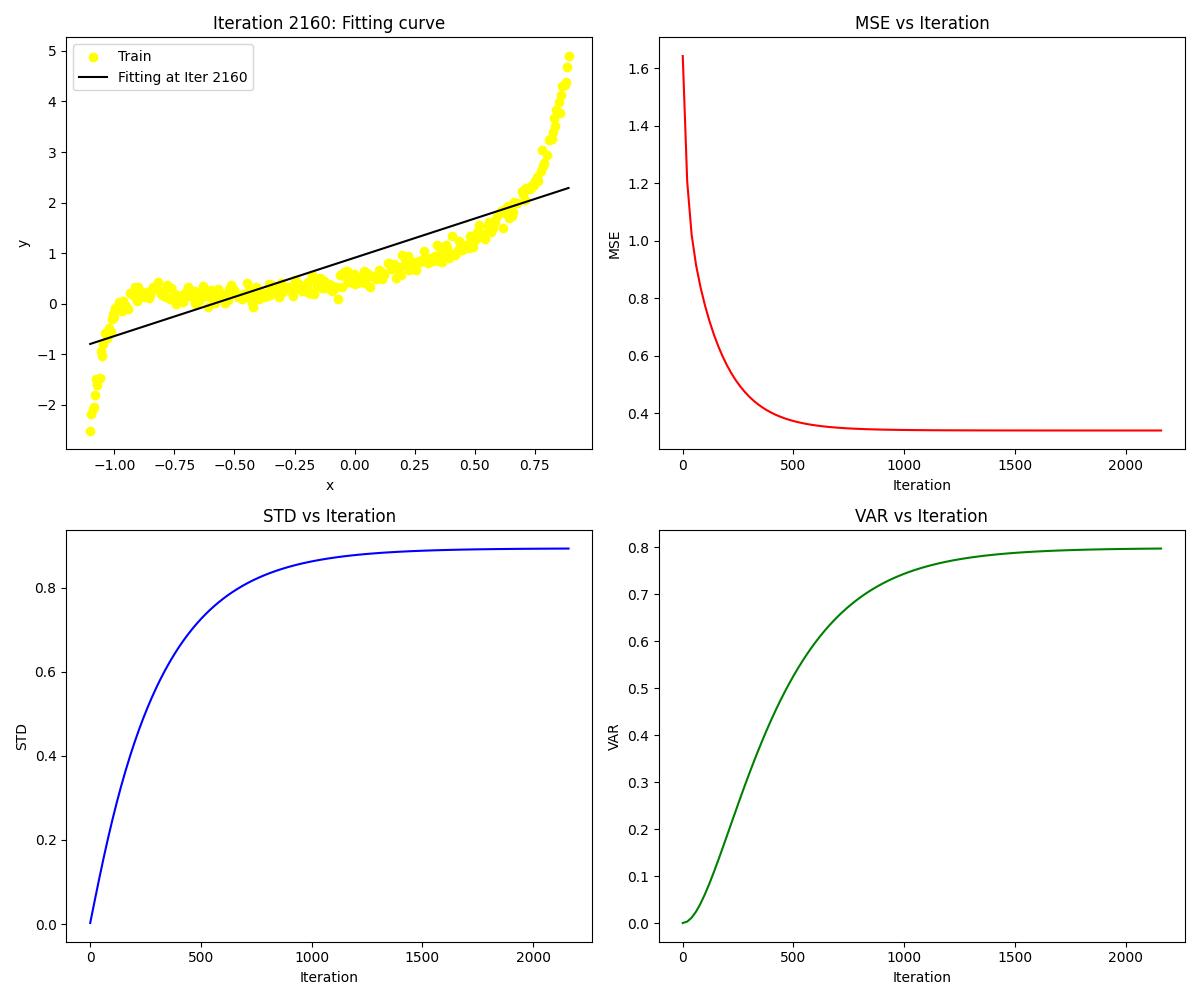 Iteration 2160: Fitting curve
Train
Fitting at Iter 2160
5
4
3
2
1
0
−1
−2
y
−1.00 −0.75 −0.50 −0.25 0.00 0.25 0.50 0.75
x
MSE vs Iteration
1.6
1.4
1.2
1.0
0.8
0.6
0.4
MSE
0 500 1000 1500 2000
Iteration
STD vs Iteration
0.8
0.6
0.4
0.2
0.0
STD
0 500 1000 1500 2000
Iteration
VAR vs Iteration
0.8
0.7
0.6
0.5
0.4
0.3
0.2
0.1
0.0
VAR
0 500 1000 1500 2000
Iteration